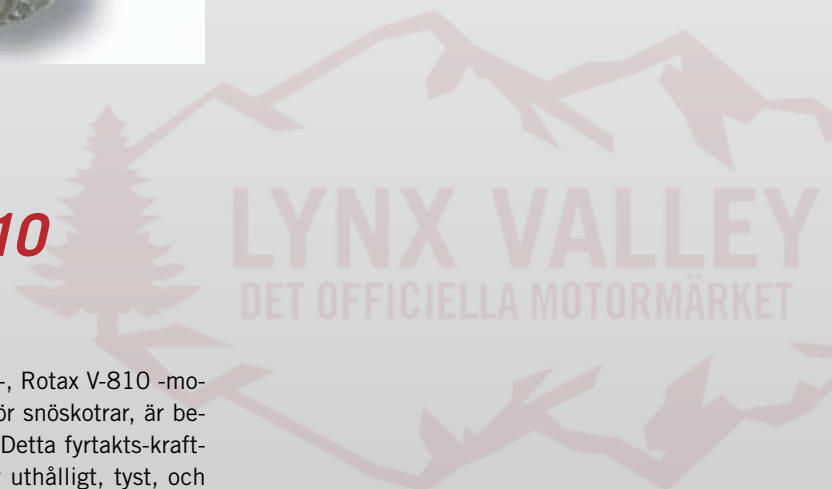 10
LYNX VALLEY
DET OFFICIELLA MOTORMÄRKET
-, Rotax V-810 -mo-
ör snöskotrar, är be-
Detta fyrtakts-kraft-
uthålligt, tyst, och